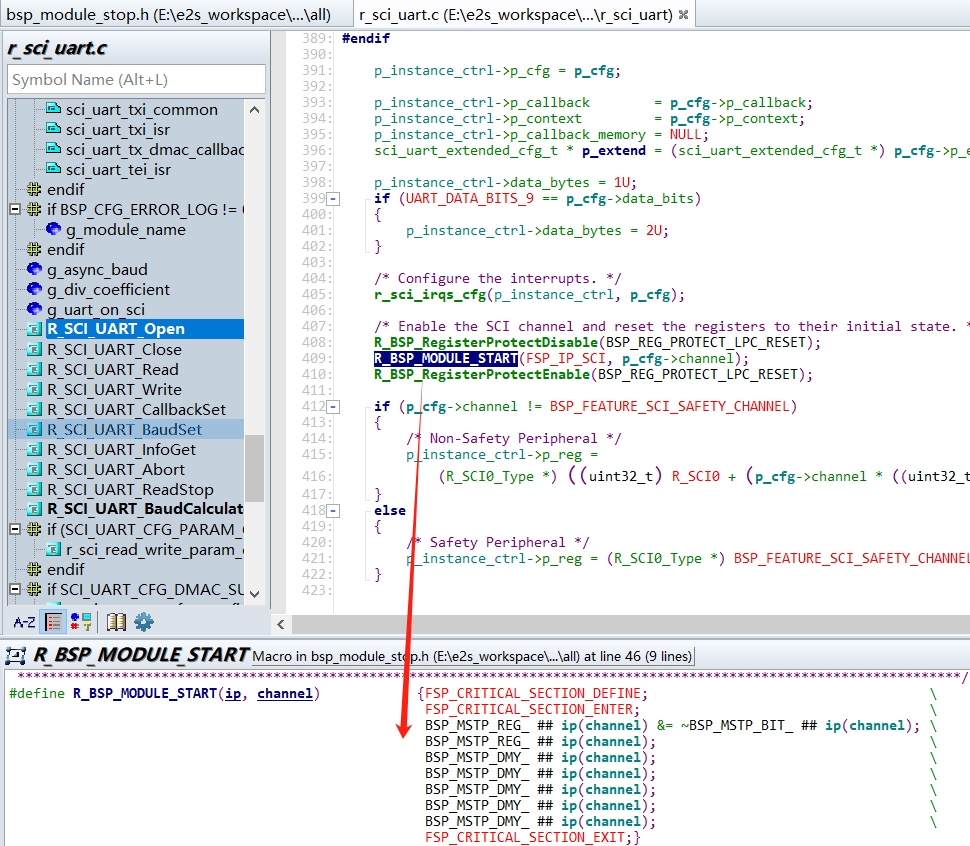 bsp_module_stop.h (E:\e2s_workspace\...\all)
r_sci_uart.c (E:\e2s_workspace\...\r_sci_uart)
r_sci_uart.c
Symbol Name (Alt+L)
sci_uart_txi_common
sci_uart_txi_isr
sci_uart_tx_dmac_callbac
sci_uart_tei_isr
endif
if BSP_CFG_ERROR_LOG !=
g_module_name
endif
g_async_baud
g_div_coefficient
g_uart_on_sci
R_SCI_UART_Open
R_SCI_UART_Close
R_SCI_UART_Read
R_SCI_UART_Write
R_SCI_UART_CallbackSet
R_SCI_UART_BaudSet
R_SCI_UART_InfoGet
R_SCI_UART_Abort
R_SCI_UART_ReadStop
R_SCI_UART_BaudCalculat
if (SCI_UART_CFG_PARAM_
r_sci_read_write_param_
endif
if SCI_UART_CFG_DMAC_SU
A-Z
389: #endif
390:
391: p_instance_ctrl->p_cfg = p_cfg;
392:
393: p_instance_ctrl->p_callback = p_cfg->p_callback;
394: p_instance_ctrl->p_context = p_cfg->p_context;
395: p_instance_ctrl->p_callback_memory = NULL;
396: sci_uart_extended_cfg_t * p_extend = (sci_uart_extended_cfg_t *) p_cfg->p_e
397:
398: p_instance_ctrl->data_bytes = 1U;
399 if (UART_DATA_BITS_9 == p_cfg->data_bits)
400: {
401: p_instance_ctrl->data_bytes = 2U;
402: }
403:
404: /* Configure the interrupts. */
405: r_sci_irqs_cfg(p_instance_ctrl, p_cfg);
406:
407: /* Enable the SCI channel and reset the registers to their initial state. *
408: R_BSP_RegisterProtectDisable(BSP_REG_PROTECT_LPC_RESET);
409: R_BSP_MODULE_START(FSP_IP_SCI, p_cfg->channel);
410: R_BSP_RegisterProtectEnable(BSP_REG_PROTECT_LPC_RESET);
411:
412 if (p_cfg->channel != BSP_FEATURE_SCI_SAFETY_CHANNEL)
413: {
414: /* Non-Safety Peripheral */
415: p_instance_ctrl->p_reg =
416: (R_SCI0_Type *) ((uint32_t) R_SCI0 + (p_cfg->channel * ((uint32_t
417: }
418 else
419: {
420: /* Safety Peripheral */
421: p_instance_ctrl->p_reg = (R_SCI0_Type *) BSP_FEATURE_SCI_SAFETY_CHANNEL
422: }
423:
R_BSP_MODULE_START Macro in bsp_module_stop.h (E:\e2s_workspace\...\all) at line 46 (9 lines)
**********************************************************************************************************************/
#define R_BSP_MODULE_START(ip, channel) {FSP_CRITICAL_SECTION_DEFINE; \
FSP_CRITICAL_SECTION_ENTER; \
BSP_MSTP_REG_ ## ip(channel) &= ~BSP_MSTP_BIT_ ## ip(channel); \
BSP_MSTP_REG_ ## ip(channel); \
BSP_MSTP_DMY_ ## ip(channel); \
BSP_MSTP_DMY_ ## ip(channel); \
BSP_MSTP_DMY_ ## ip(channel); \
BSP_MSTP_DMY_ ## ip(channel); \
BSP_MSTP_DMY_ ## ip(channel); \
FSP_CRITICAL_SECTION_EXIT;}